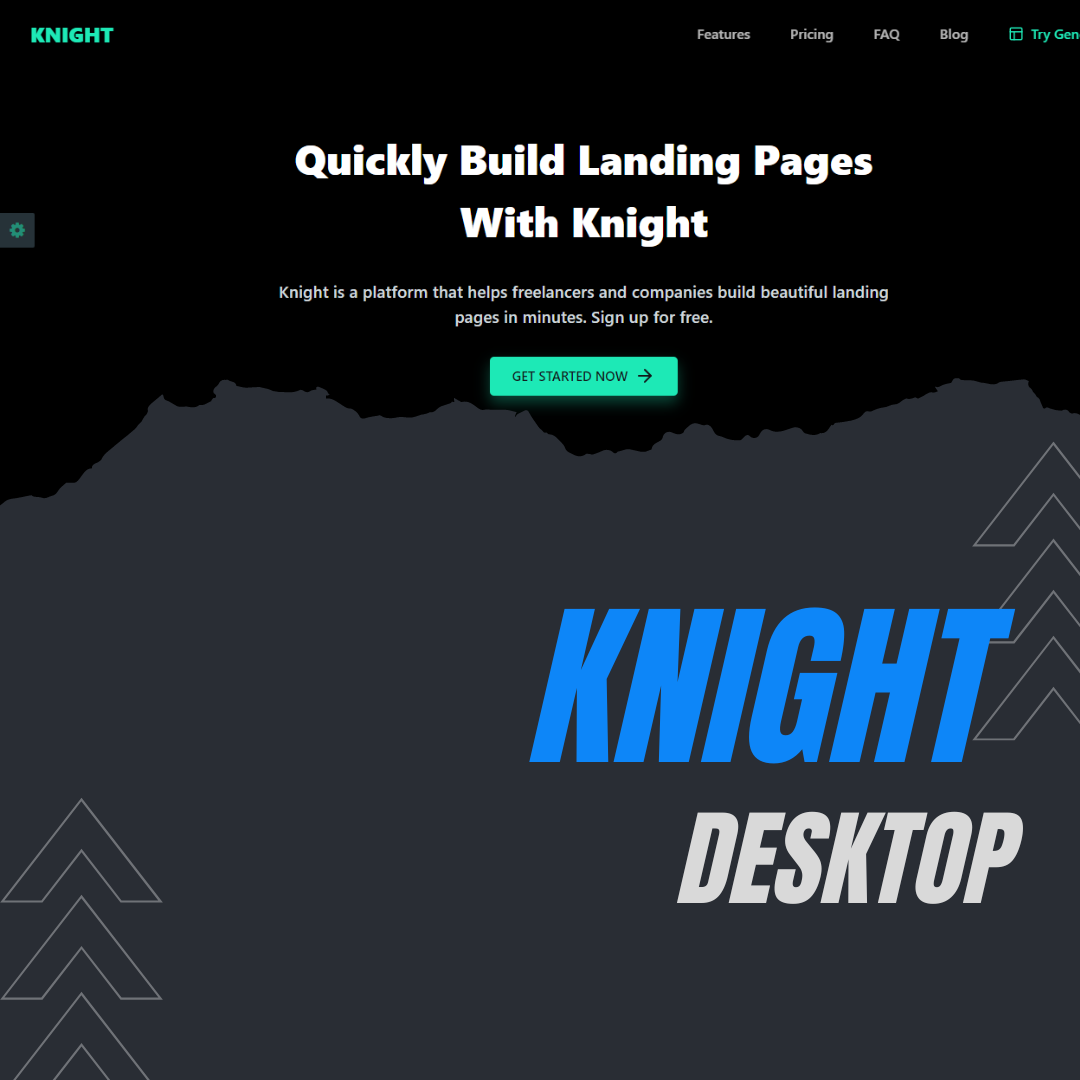 KNIGHT
Features Pricing FAQ Blog Try Gen
Quickly Build Landing Pages
With Knight
Knight is a platform that helps freelancers and companies build beautiful landing
pages in minutes. Sign up for free.
GET STARTED NOW
KNIGHT
DESKTOP